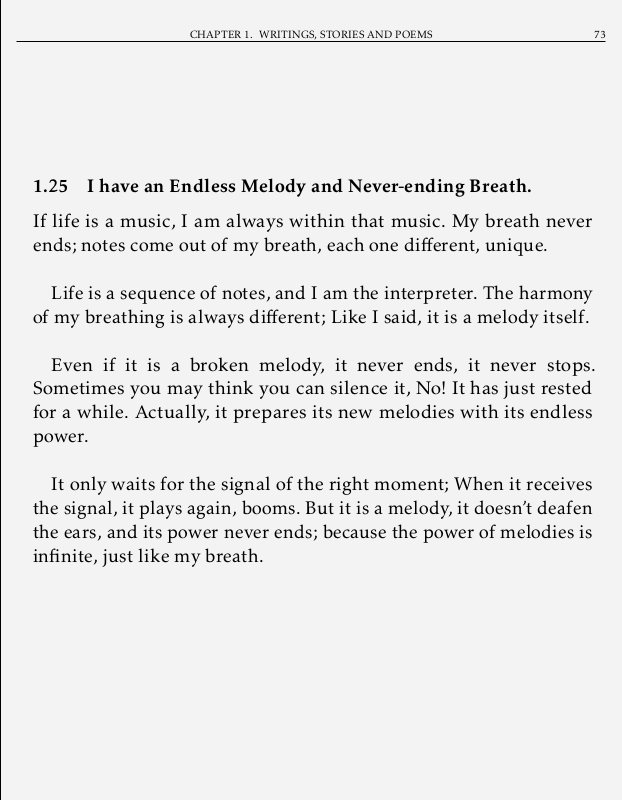 CHAPTER 1. WRITINGS, STORIES AND POEMS 73
1.25 I have an Endless Melody and Never-ending Breath.
If life is a music, I am always within that music. My breath never
ends; notes come out of my breath, each one different, unique.
Life is a sequence of notes, and I am the interpreter. The harmony
of my breathing is always different; Like I said, it is a melody itself.
Even if it is a broken melody, it never ends, it never stops.
Sometimes you may think you can silence it, No! It has just rested
for a while. Actually, it prepares its new melodies with its endless
power.
It only waits for the signal of the right moment; When it receives
the signal, it plays again, booms. But it is a melody, it doesn’t deafen
the ears, and its power never ends; because the power of melodies is
infinite, just like my breath.